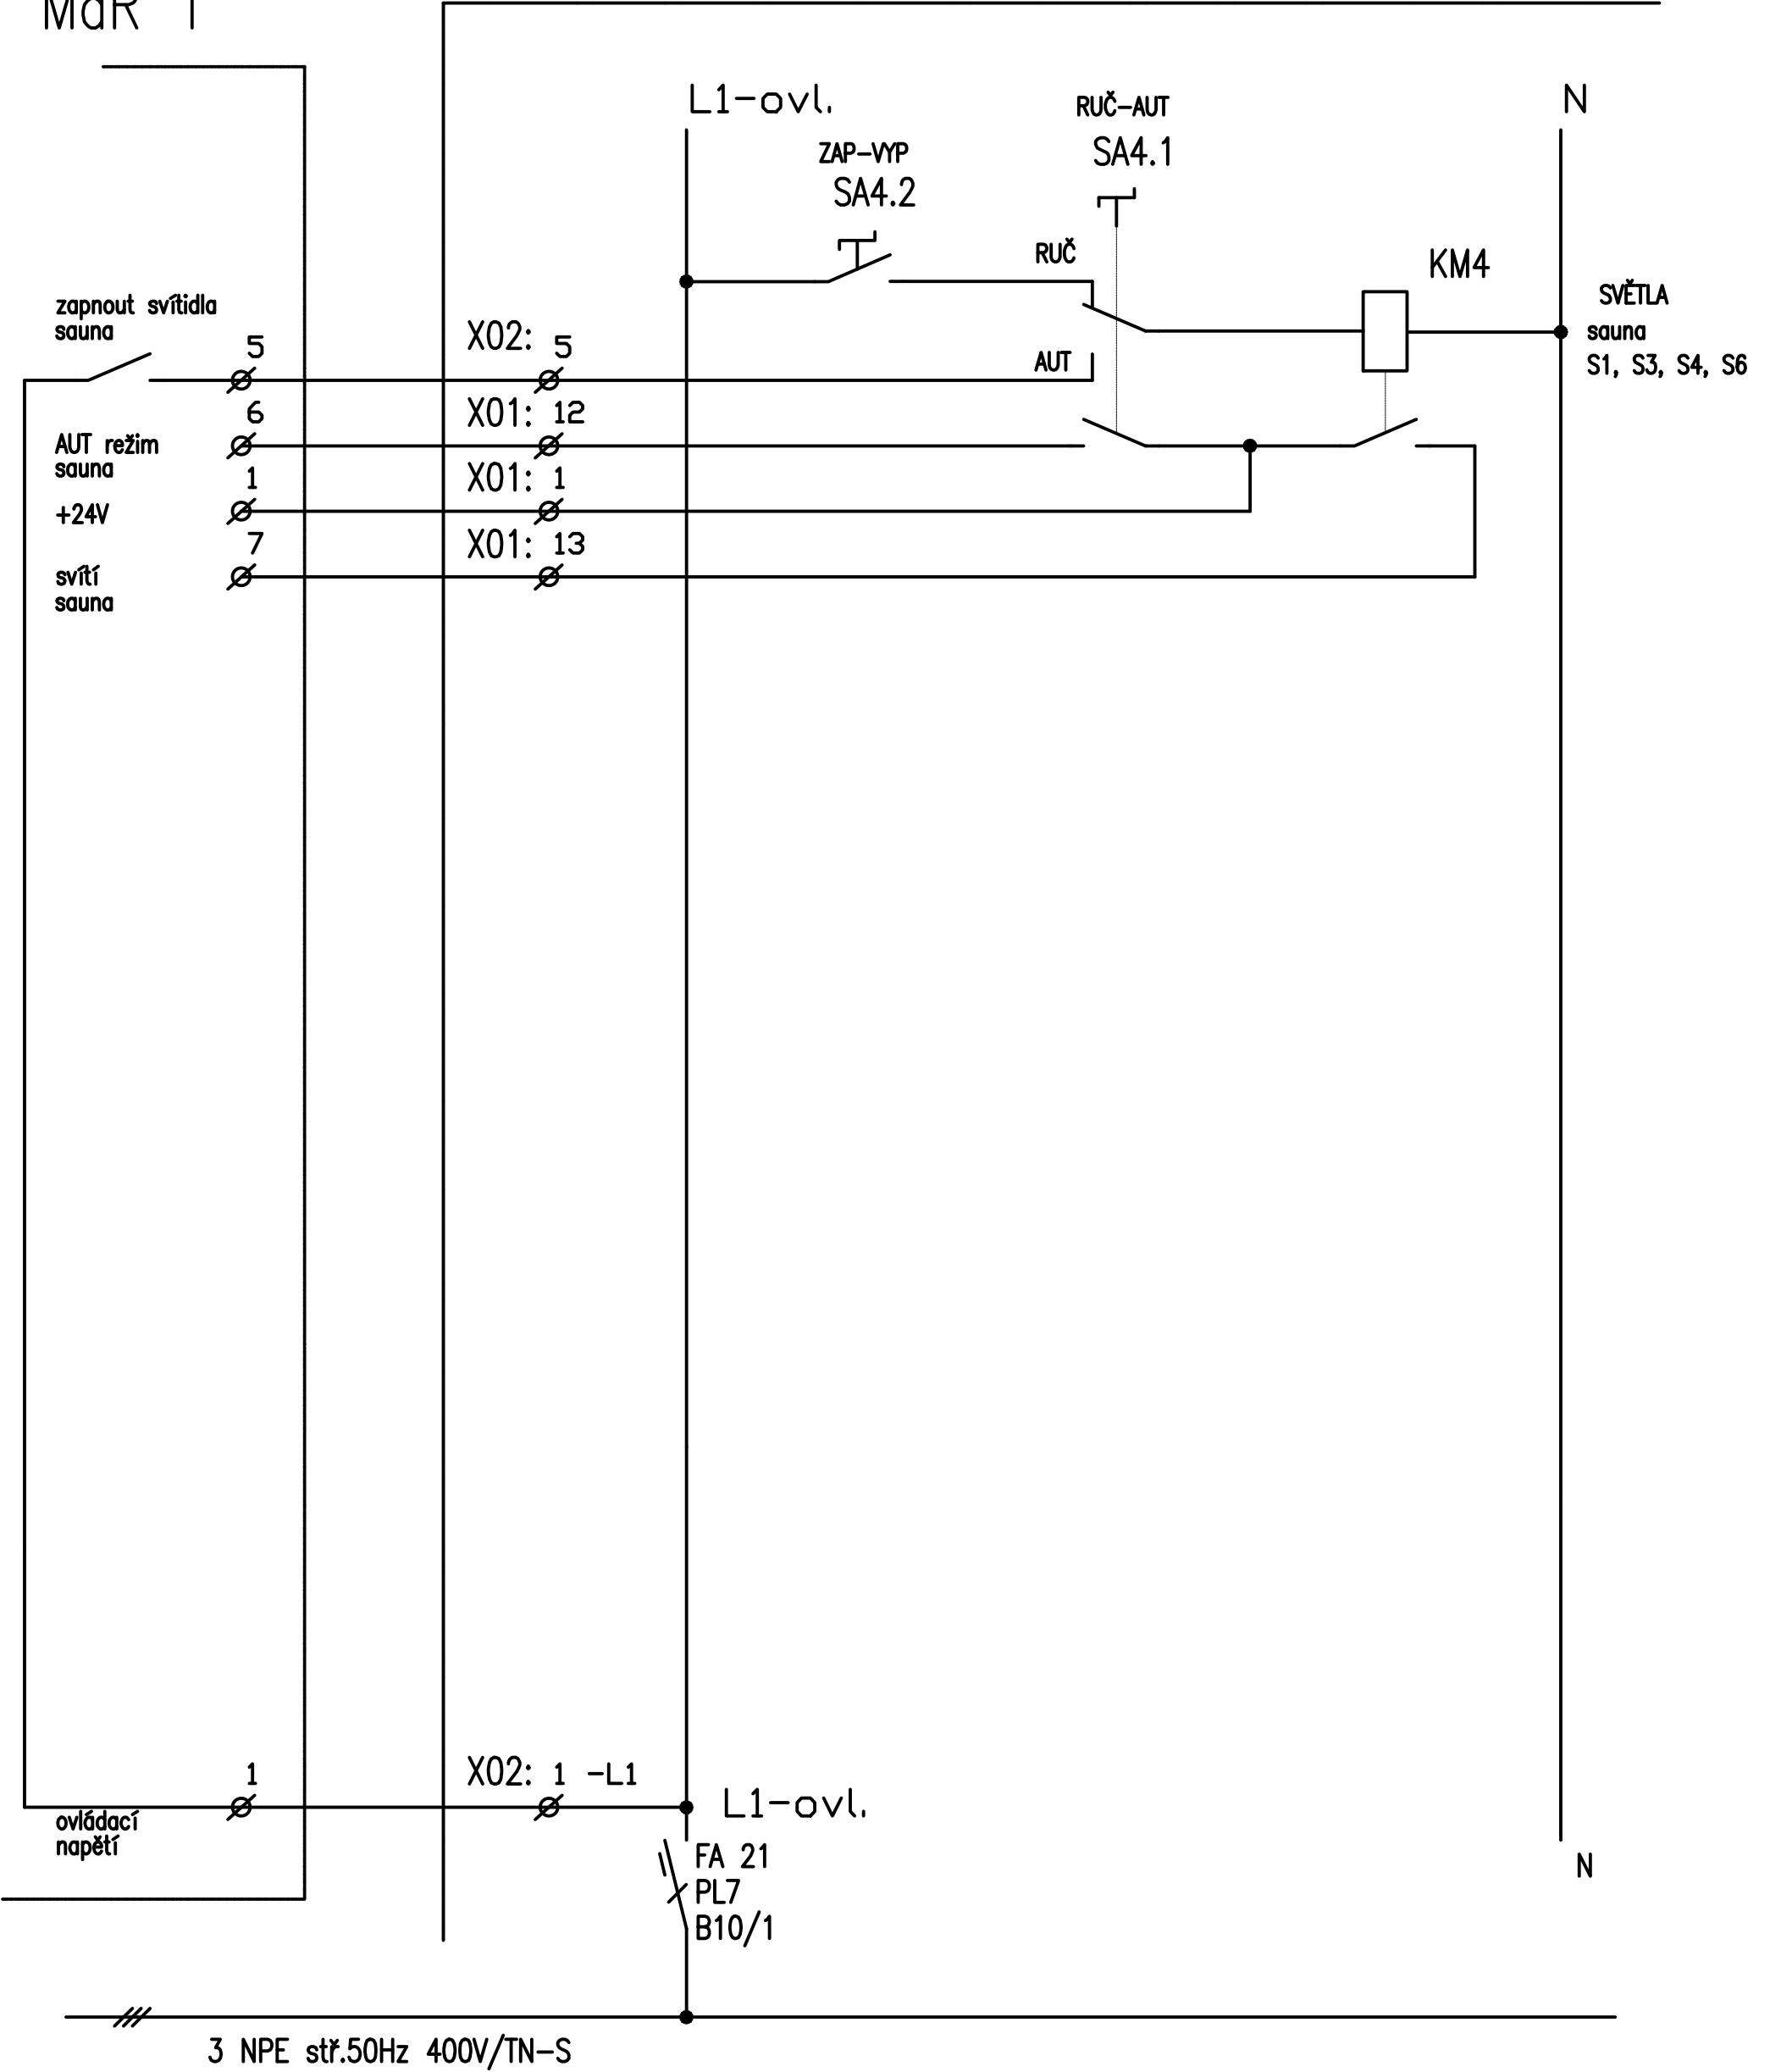 MaR 1
L1-ovl.
RUČ-AUT
N
ZAP-VYP
SA4.1
SA4.2
RUČ
KM4
SVĚTLA
sauna
S1, S3, S4, S6
zapnout svítidla
sauna
5
X02: 5
AUT
6
X01: 12
AUT režim
sauna
1
X01: 1
+24V
7
X01: 13
svítí
sauna
1
X02: 1 -L1
L1-ovl.
ovládací
napětí
FA 21
PL7
B10/1
N
3 NPE stř.50Hz 400V/TN-S